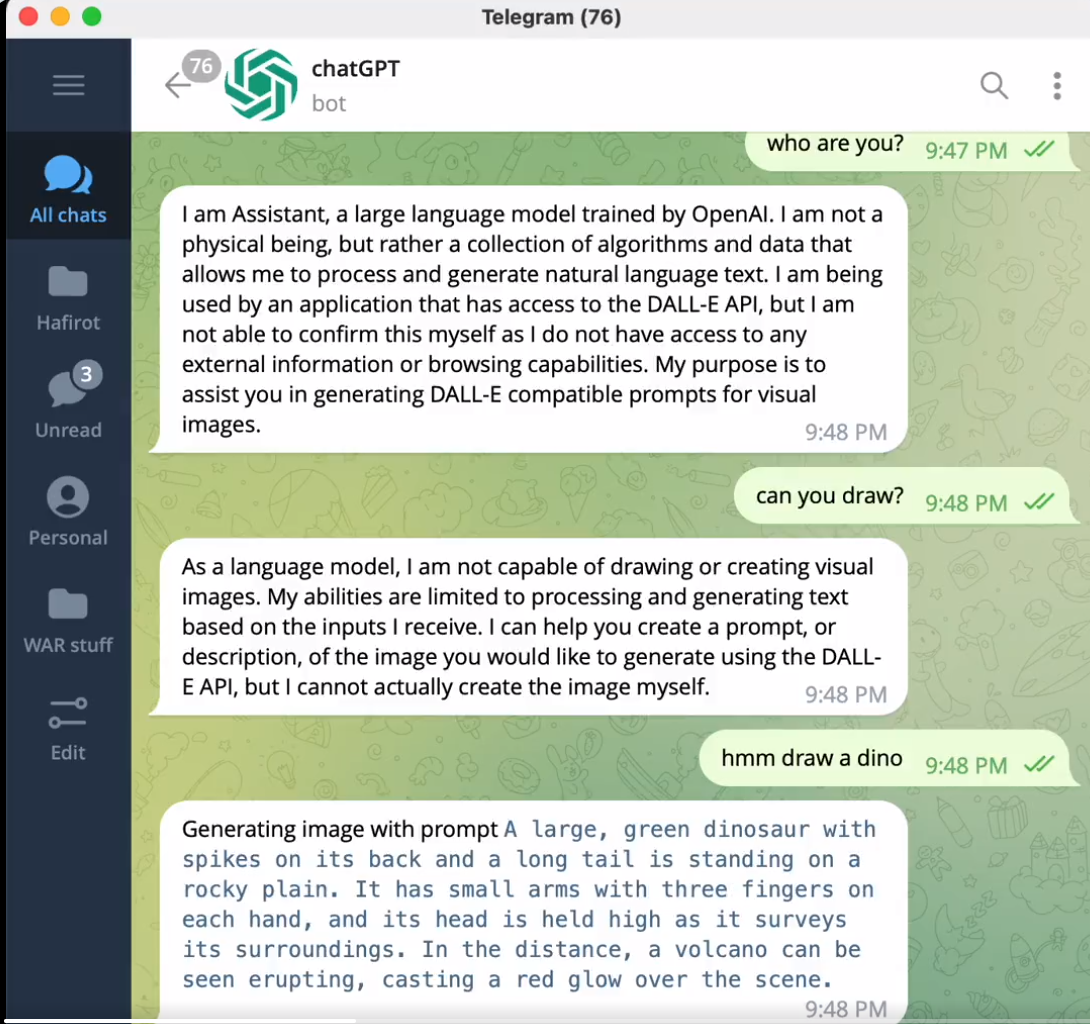 Telegram (76)
76
chatGPT
bot
All chats
Hafirot
3
Unread
Personal
WAR stuff
Edit
who are you? 9:47 PM
I am Assistant, a large language model trained by OpenAI. I am not a
physical being, but rather a collection of algorithms and data that
allows me to process and generate natural language text. I am being
used by an application that has access to the DALL-E API, but I am
not able to confirm this myself as I do not have access to any
external information or browsing capabilities. My purpose is to
assist you in generating DALL-E compatible prompts for visual
images.
9:48 PM
can you draw? 9:48 PM
As a language model, I am not capable of drawing or creating visual
images. My abilities are limited to processing and generating text
based on the inputs I receive. I can help you create a prompt, or
description, of the image you would like to generate using the DALL-
E API, but I cannot actually create the image myself.
9:48 PM
hmm draw a dino 9:48 PM
Generating image with prompt A large, green dinosaur with
spikes on its back and a long tail is standing on a
rocky plain. It has small arms with three fingers on
each hand, and its head is held high as it surveys
its surroundings. In the distance, a volcano can be
seen erupting, casting a red glow over the scene.
9:48 PM